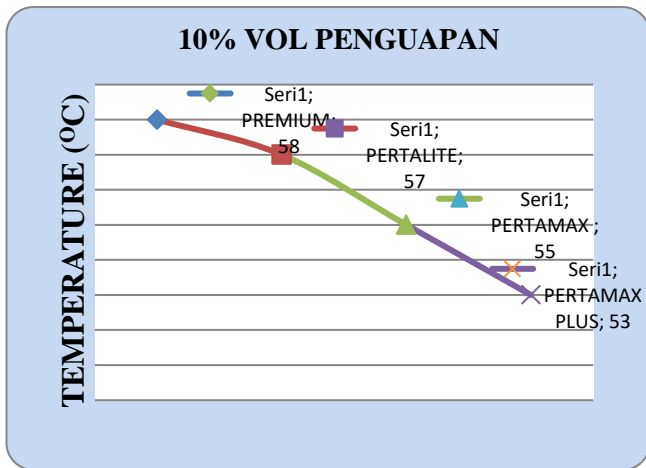 10% VOL PENGUAPAN
TEMPERATURE (ᴼC)
Seri1;
PREMIUM;
58
Seri1;
PERTALITE;
57
Seri1;
PERTAMAX ;
55
Seri1;
PERTAMAX
PLUS; 53